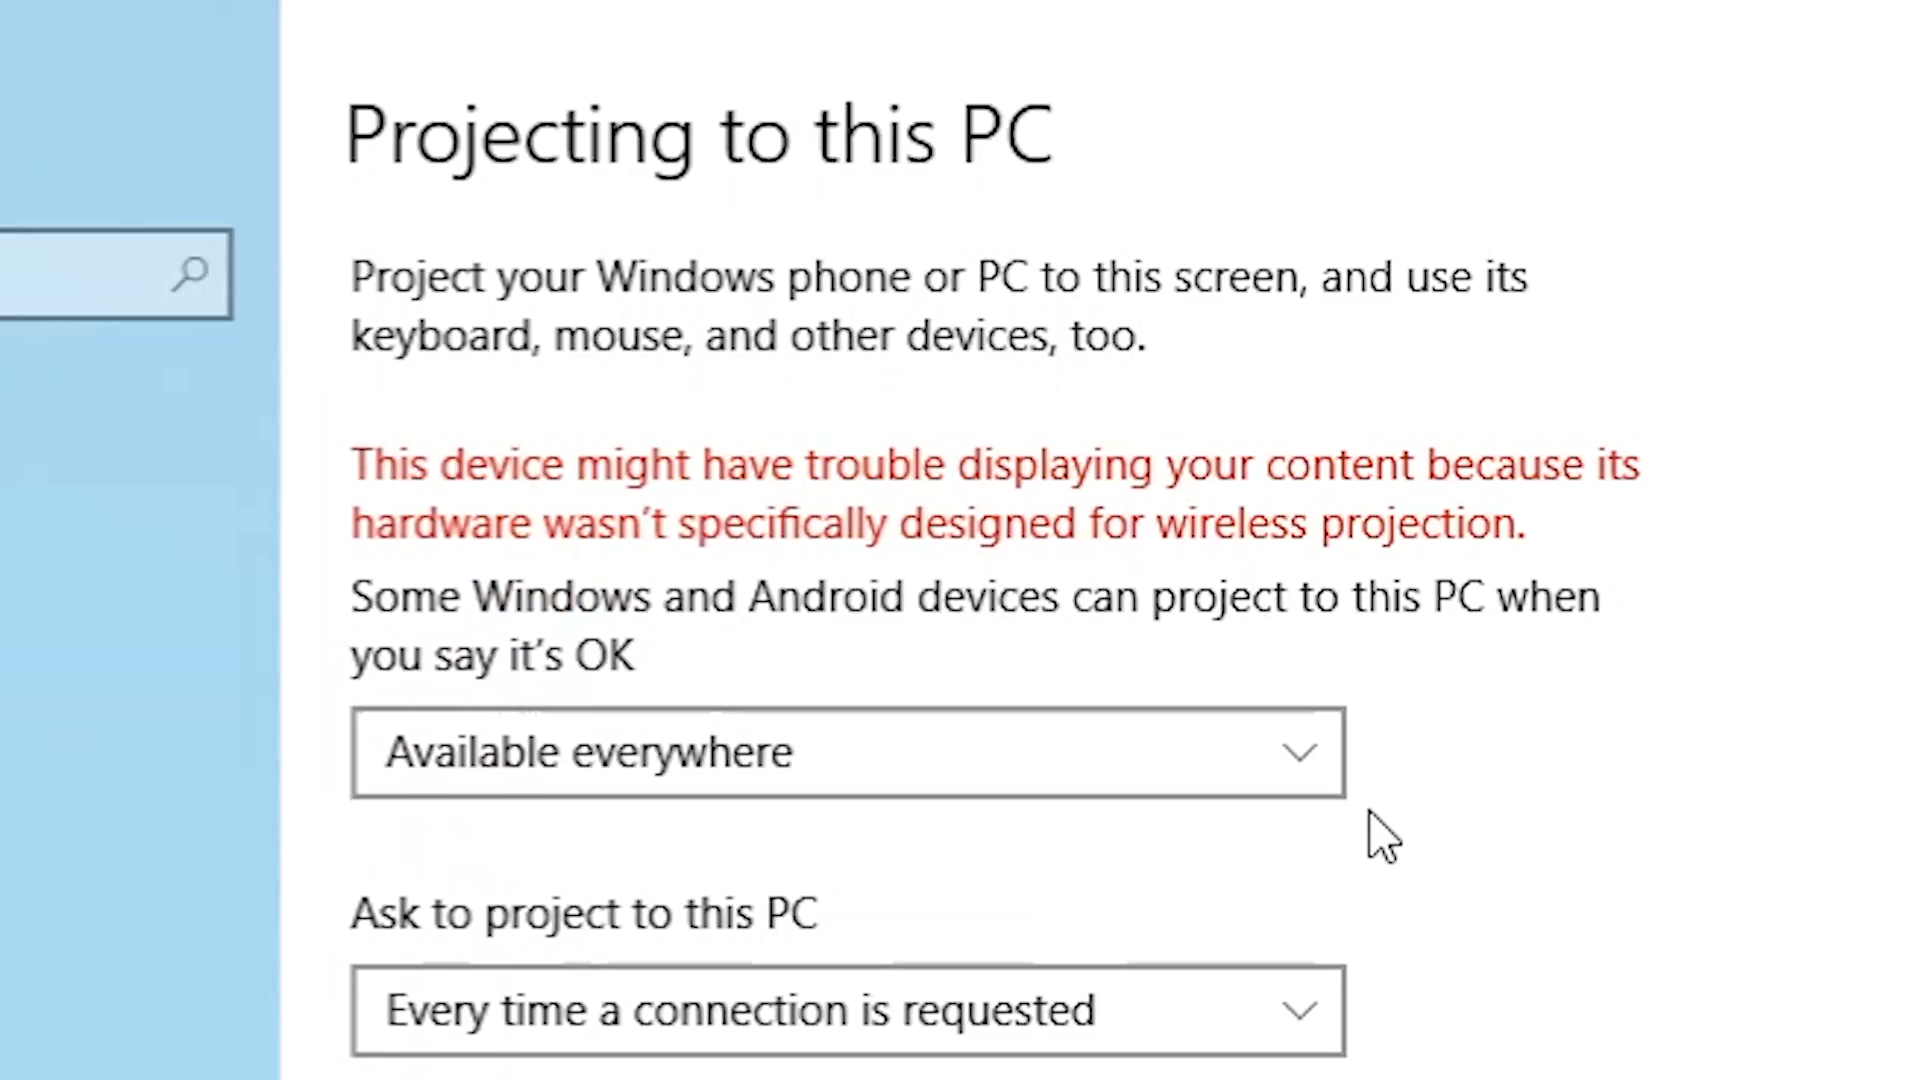 Projecting to this PC
Project your Windows phone or PC to this screen, and use its
keyboard, mouse, and other devices, too.
This device might have trouble displaying your content because its
hardware wasn't specifically designed for wireless projection.
Some Windows and Android devices can project to this PC when
you say it's OK
Available everywhere
Ask to project to this PC
Every time a connection is requested